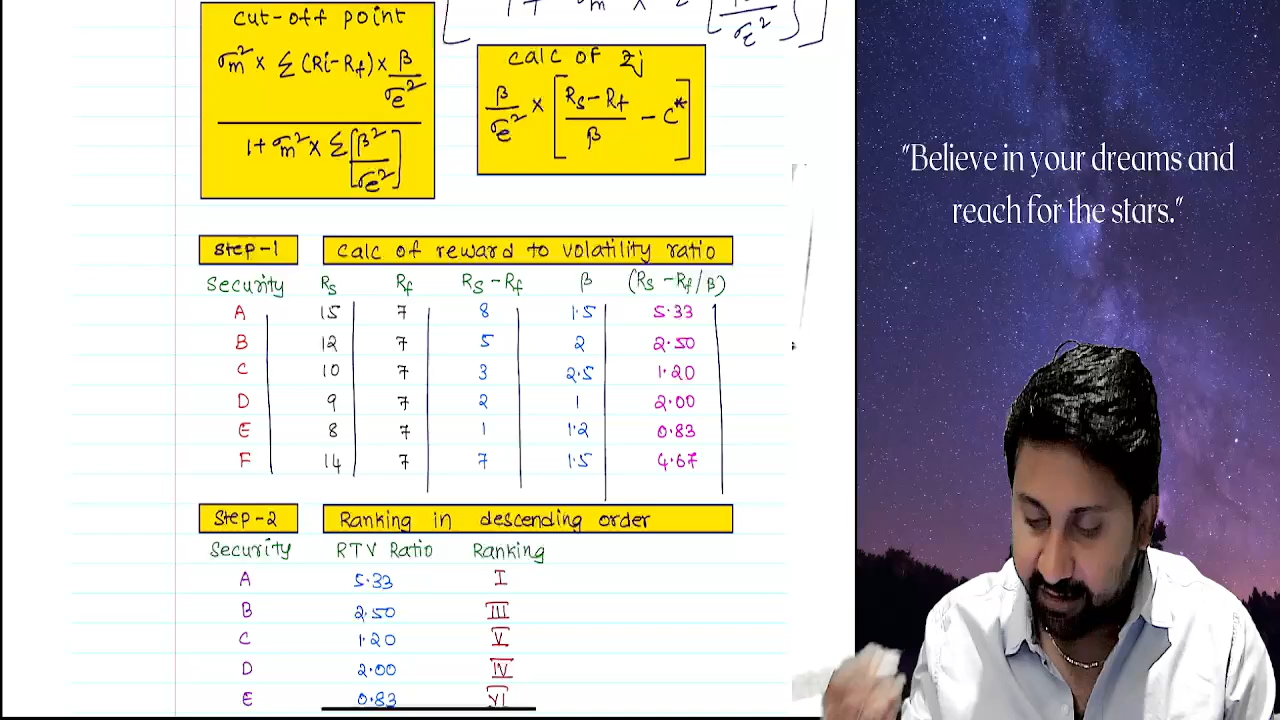 cut-off point
σm² × Σ(Ri-Rf) × β/σe²
1 + σm² × Σ[β²/σe²]
calc of zj
β/σe² × [Rs - Rf/β - C*]
"Believe in your dreams and
reach for the stars."
Step-1 calc of reward to volatility ratio
Security Rs Rf Rs - Rf β (Rs - Rf/β)
A 15 7 8 1.5 5.33
B 12 7 5 2 2.50
C 10 7 3 2.5 1.20
D 9 7 2 1 2.00
E 8 7 1 1.2 0.83
F 14 7 7 1.5 4.67
Step-2 Ranking in descending order
Security RTV Ratio Ranking
A 5.33 I
B 2.50 III
C 1.20 V
D 2.00 IV
E 0.83 VI